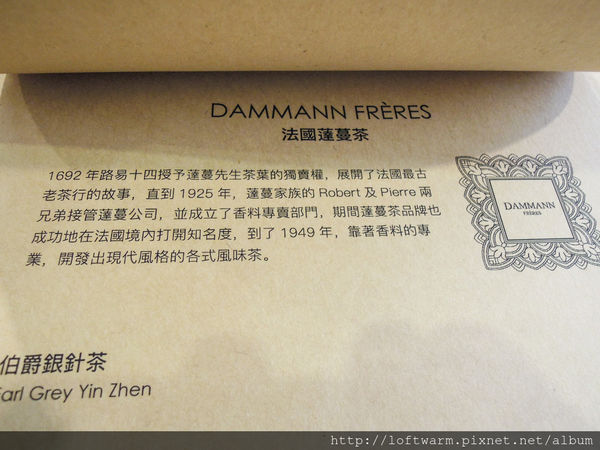 DAMMANN FRÈRES
法國蓬蔓茶
1692 年路易十四授予蓬蔓先生茶葉的獨賣權，展開了法國最古
老茶行的故事，直到 1925 年，蓬蔓家族的 Robert 及 Pierre 兩
兄弟接管蓬蔓公司，並成立了香料專賣部門，期間蓬蔓茶品牌也
成功地在法國境內打開知名度，到了 1949 年，靠著香料的專
業，開發出現代風格的各式風味茶。
DAMMANN
FRÈRES
伯爵銀針茶
Earl Grey Yin Zhen
http://loftwarm.pixnet.net/album